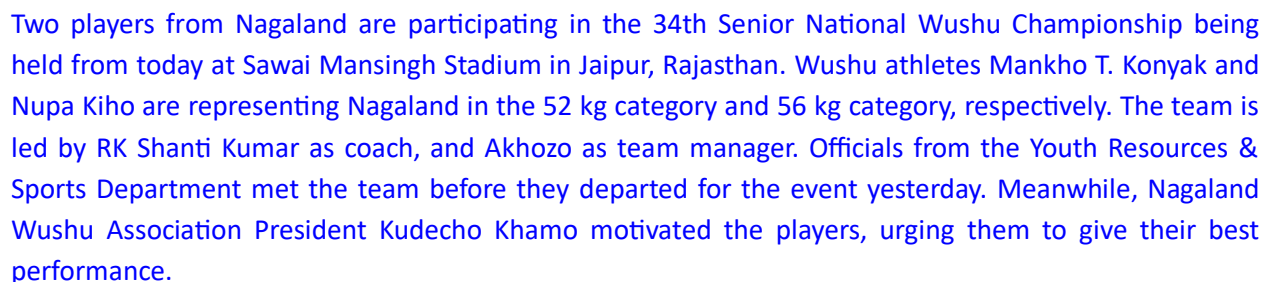 Two players from Nagaland are participating in the 34th Senior National Wushu Championship being
held from today at Sawai Mansingh Stadium in Jaipur, Rajasthan. Wushu athletes Mankho T. Konyak and
Nupa Kiho are representing Nagaland in the 52 kg category and 56 kg category, respectively. The team is
led by RK Shanti Kumar as coach, and Akhozo as team manager. Officials from the Youth Resources &
Sports Department met the team before they departed for the event yesterday. Meanwhile, Nagaland
Wushu Association President Kudecho Khamo motivated the players, urging them to give their best
performance.